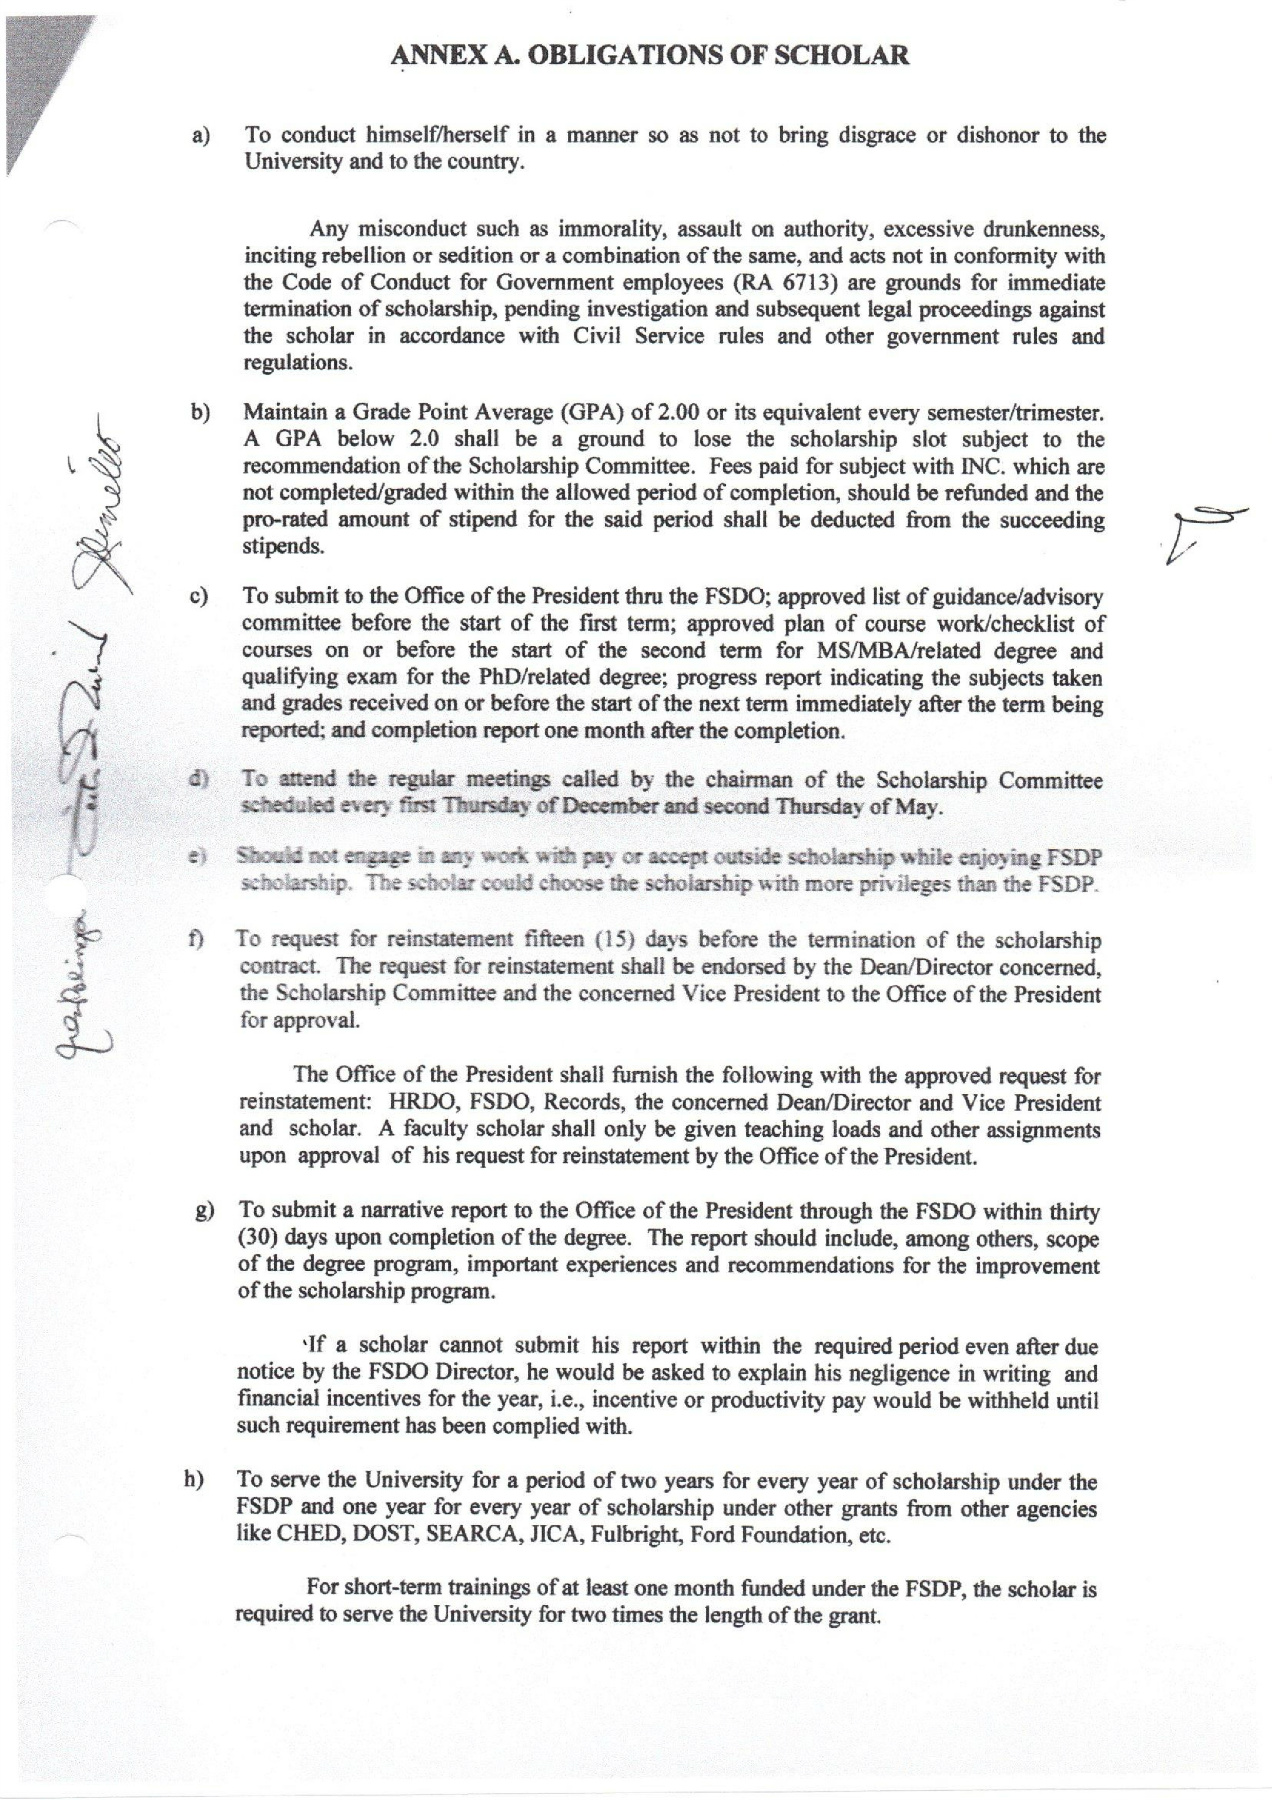 ANNEX A. OBLIGATIONS OF SCHOLAR
a) To conduct himself/herself in a manner so as not to bring disgrace or dishonor to the
University and to the country.
Any misconduct such as immorality, assault on authority, excessive drunkenness,
inciting rebellion or sedition or a combination of the same, and acts not in conformity with
the Code of Conduct for Government employees (RA 6713) are grounds for immediate
termination of scholarship, pending investigation and subsequent legal proceedings against
the scholar in accordance with Civil Service rules and other government rules and
regulations.
b) Maintain a Grade Point Average (GPA) of 2.00 or its equivalent every semester/trimester.
A GPA below 2.0 shall be a ground to lose the scholarship slot subject to the
recommendation of the Scholarship Committee. Fees paid for subject with INC. which are
not completed/graded within the allowed period of completion, should be refunded and the
pro-rated amount of stipend for the said period shall be deducted from the succeeding
stipends.
c) To submit to the Office of the President thru the FSDO; approved list of guidance/advisory
committee before the start of the first term; approved plan of course work/checklist of
courses on or before the start of the second term for MS/MBA/related degree and
qualifying exam for the PhD/related degree; progress report indicating the subjects taken
and grades received on or before the start of the next term immediately after the term being
reported; and completion report one month after the completion.
d) To attend the regular meetings called by the chairman of the Scholarship Committee
scheduled every first Thursday of December and second Thursday of May.
e) Should not engage in any work with pay or accept outside scholarship while enjoying FSDP
scholarship. The scholar could choose the scholarship with more privileges than the FSDP.
f) To request for reinstatement fifteen (15) days before the termination of the scholarship
contract. The request for reinstatement shall be endorsed by the Dean/Director concerned,
the Scholarship Committee and the concerned Vice President to the Office of the President
for approval.
The Office of the President shall furnish the following with the approved request for
reinstatement: HRDO, FSDO, Records, the concerned Dean/Director and Vice President
and scholar. A faculty scholar shall only be given teaching loads and other assignments
upon approval of his request for reinstatement by the Office of the President.
g) To submit a narrative report to the Office of the President through the FSDO within thirty
(30) days upon completion of the degree. The report should include, among others, scope
of the degree program, important experiences and recommendations for the improvement
of the scholarship program.
If a scholar cannot submit his report within the required period even after due
notice by the FSDO Director, he would be asked to explain his negligence in writing and
financial incentives for the year, i.e., incentive or productivity pay would be withheld until
such requirement has been complied with.
h) To serve the University for a period of two years for every year of scholarship under the
FSDP and one year for every year of scholarship under other grants from other agencies
like CHED, DOST, SEARCA, JICA, Fulbright, Ford Foundation, etc.
For short-term trainings of at least one month funded under the FSDP, the scholar is
required to serve the University for two times the length of the grant.